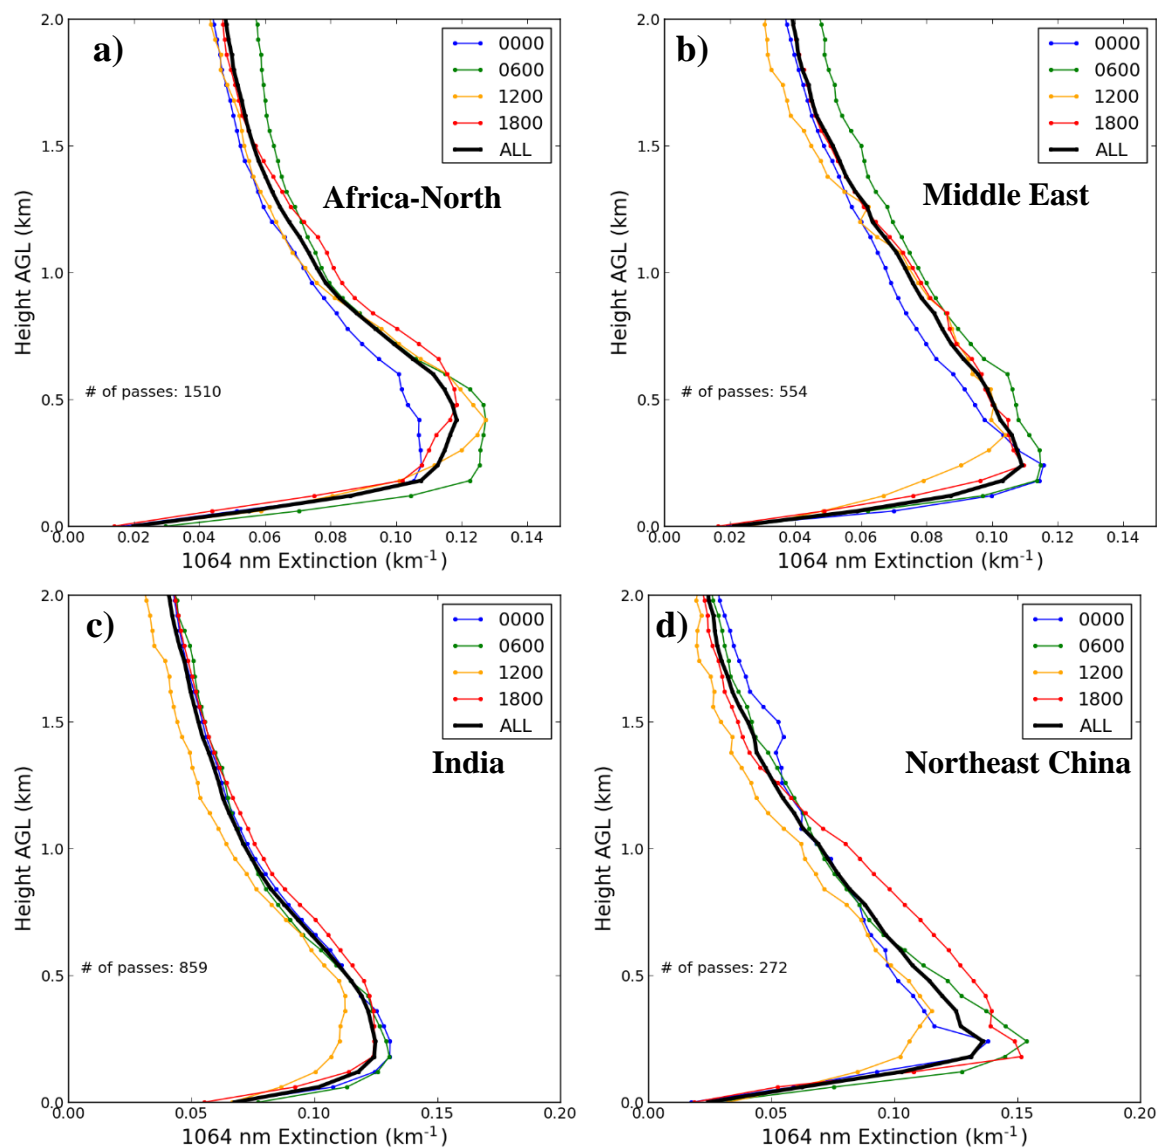 a)
2.0
1.5
1.0
0.5
0.0
0.00 0.02 0.04 0.06 0.08 0.10 0.12 0.14
Height AGL (km)
1064 nm Extinction (km-1)
0000
0600
1200
1800
ALL
Africa-North
# of passes: 1510
b)
2.0
1.5
1.0
0.5
0.0
0.00 0.02 0.04 0.06 0.08 0.10 0.12 0.14
Height AGL (km)
1064 nm Extinction (km-1)
0000
0600
1200
1800
ALL
Middle East
# of passes: 554
c)
2.0
1.5
1.0
0.5
0.0
0.00 0.05 0.10 0.15 0.20
Height AGL (km)
1064 nm Extinction (km-1)
0000
0600
1200
1800
ALL
India
# of passes: 859
d)
2.0
1.5
1.0
0.5
0.0
0.00 0.05 0.10 0.15 0.20
Height AGL (km)
1064 nm Extinction (km-1)
0000
0600
1200
1800
ALL
Northeast China
# of passes: 272